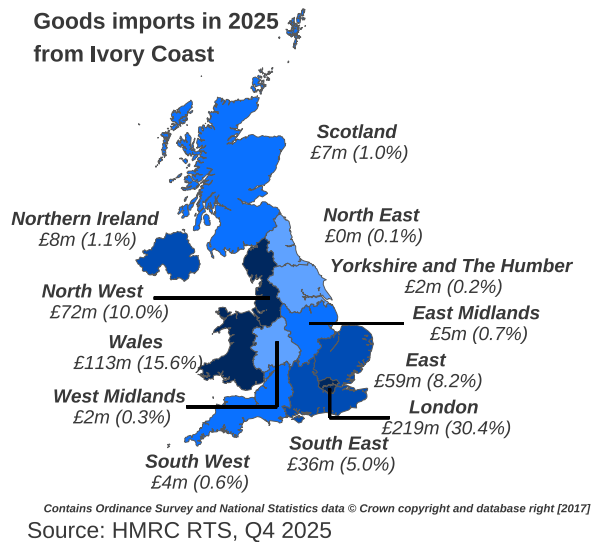 Goods imports in 2025
from Ivory Coast
Scotland
£7m (1.0%)
Northern Ireland
£8m (1.1%)
North East
£0m (0.1%)
Yorkshire and The Humber
£2m (0.2%)
North West
£72m (10.0%)
East Midlands
£5m (0.7%)
Wales
£113m (15.6%)
East
£59m (8.2%)
West Midlands
£2m (0.3%)
London
£219m (30.4%)
South East
£36m (5.0%)
South West
£4m (0.6%)
Contains Ordinance Survey and National Statistics data © Crown copyright and database right [2017]
Source: HMRC RTS, Q4 2025